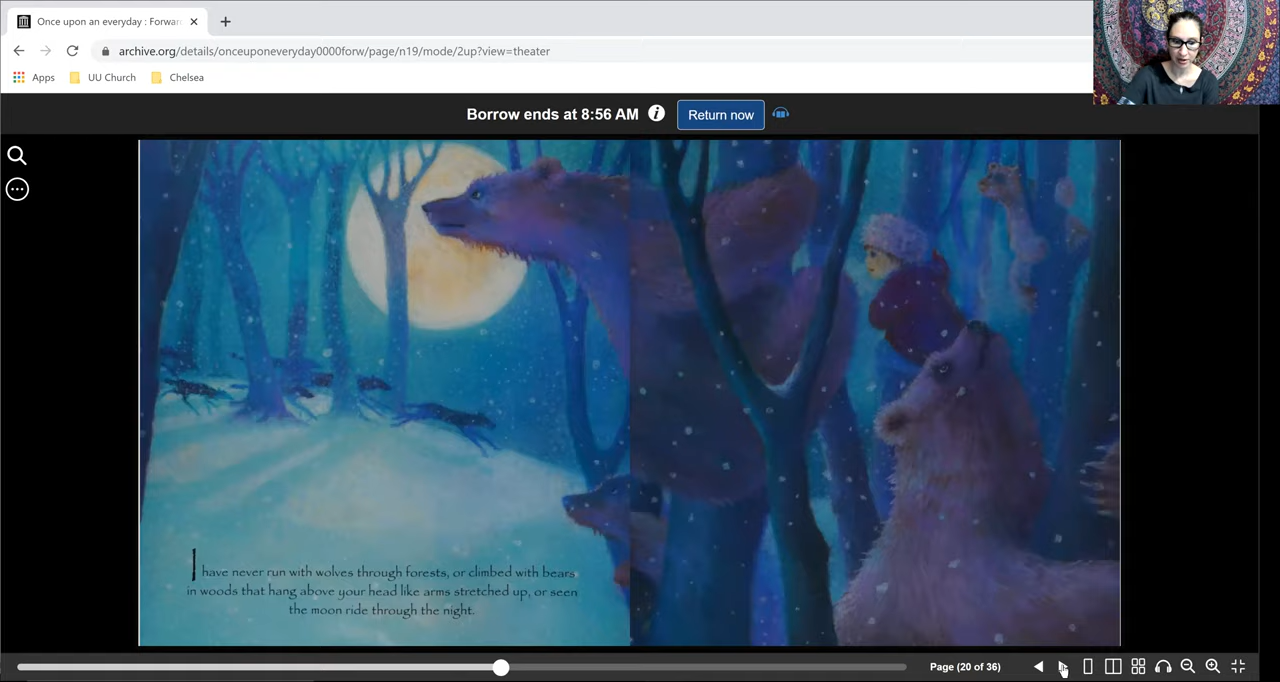 Once upon an everyday : Forwar
archive.org/details/onceuponeveryday0000forw/page/n19/mode/2up?view=theater
Apps UU Church Chelsea
Borrow ends at 8:56 AM i Return now
I have never run with wolves through forests, or climbed with bears
in woods that hang above your head like arms stretched up, or seen
the moon ride through the night.
Page (20 of 36)